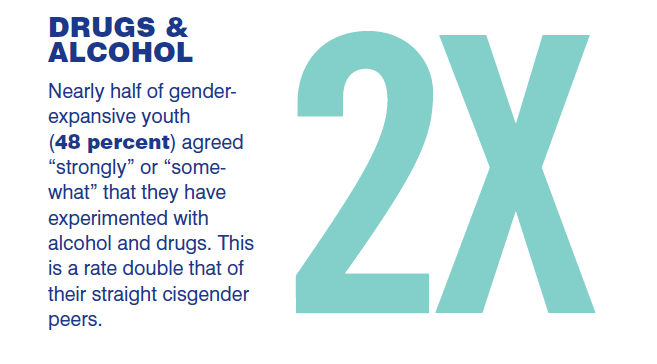 DRUGS &
ALCOHOL
Nearly half of gender-
expansive youth
(48 percent) agreed
“strongly” or “some-
what” that they have
experimented with
alcohol and drugs. This
is a rate double that of
their straight cisgender
peers.
2X